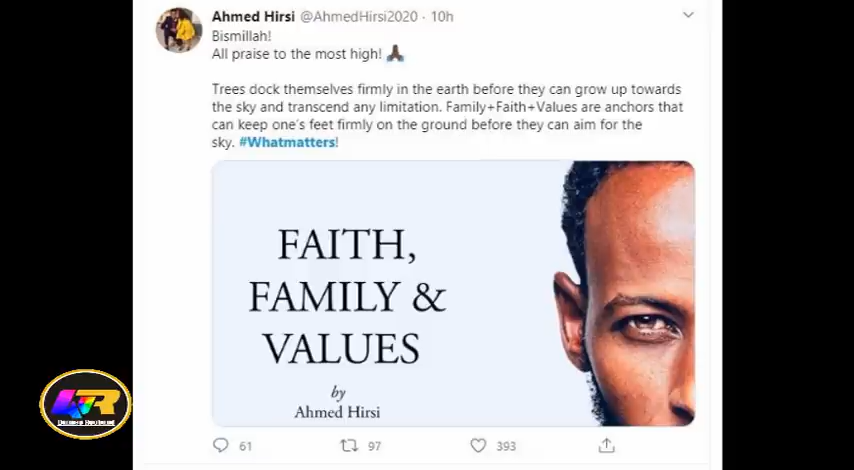 Ahmed Hirsi @AhmedHirsi2020 · 10h
Bismillah!
All praise to the most high! 🙏🏿
Trees dock themselves firmly in the earth before they can grow up towards
the sky and transcend any limitation. Family+Faith+Values are anchors that
can keep one's feet firmly on the ground before they can aim for the
sky. #Whatmatters!
FAITH,
FAMILY &
VALUES
by
Ahmed Hirsi
61 97 393